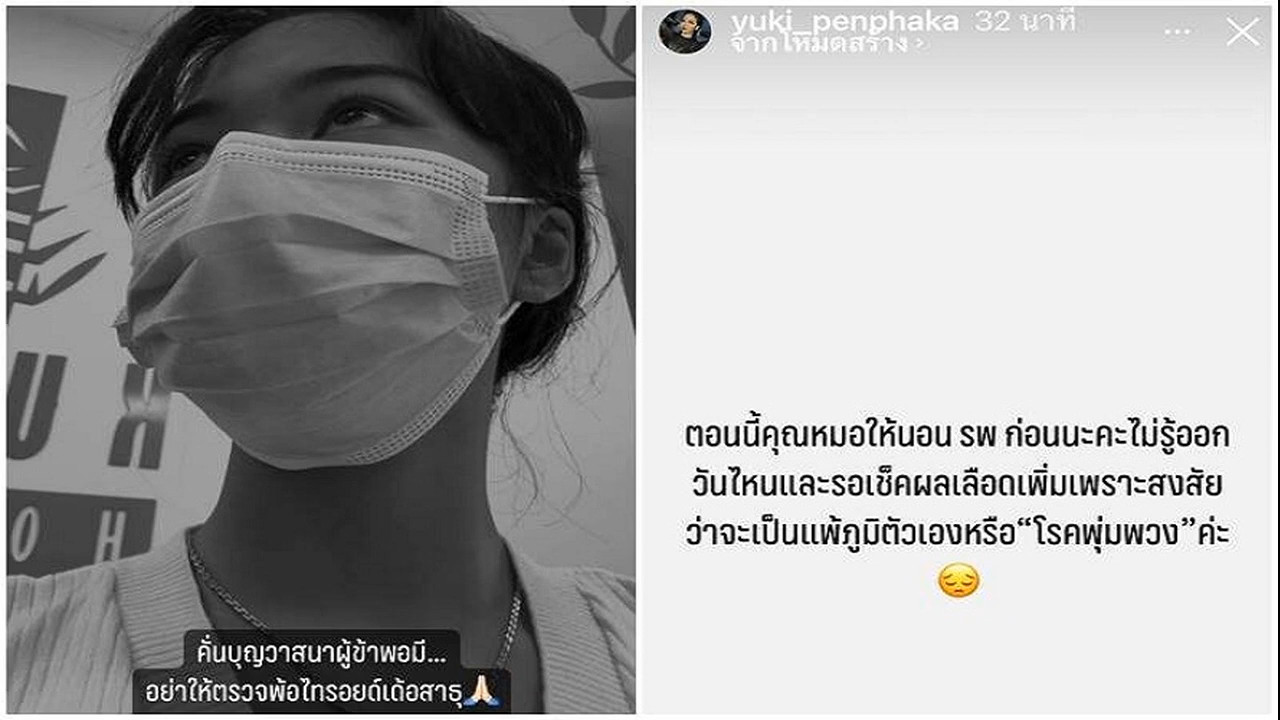 U X
O H
คั่นบุญวาสนาผู้ข้าพอมี...
อย่าให้ตรวจพ้อไทรอยด์เด้อสาธุ🙏🏻
yuki_penphaka 32 นาที
จากโหมดสร้าง >
ตอนนี้คุณหมอให้นอน รพ ก่อนนะคะไม่รู้ออก
วันไหนและรอเช็คผลเลือดเพิ่มเพราะสงสัย
ว่าจะเป็นแพ้ภูมิตัวเองหรือ“โรคพุ่มพวง”ค่ะ
😔